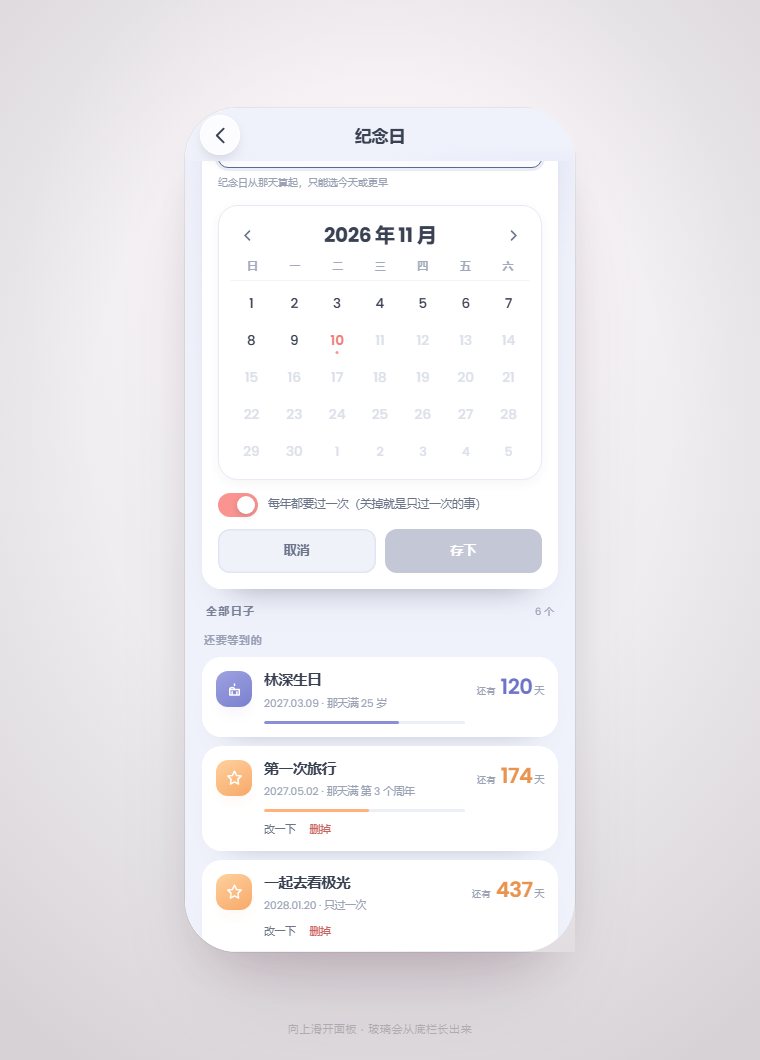 纪念日
纪念日从那天算起，只能选今天或更早
2026 年 11 月
日 一 二 三 四 五 六
1 2 3 4 5 6 7
8 9 10 11 12 13 14
15 16 17 18 19 20 21
22 23 24 25 26 27 28
29 30 1 2 3 4 5
每年都要过一次（关掉就是只过一次的事）
取消 存下
全部日子 6 个
还要等到的
林深生日
还有 120 天
2027.03.09 · 那天满 25 岁
第一次旅行
还有 174 天
2027.05.02 · 那天满 第 3 个周年
改一下 删掉
一起去看极光
还有 437 天
2028.01.20 · 只过一次
改一下 删掉
向上滑开面板 · 玻璃会从底栏长出来